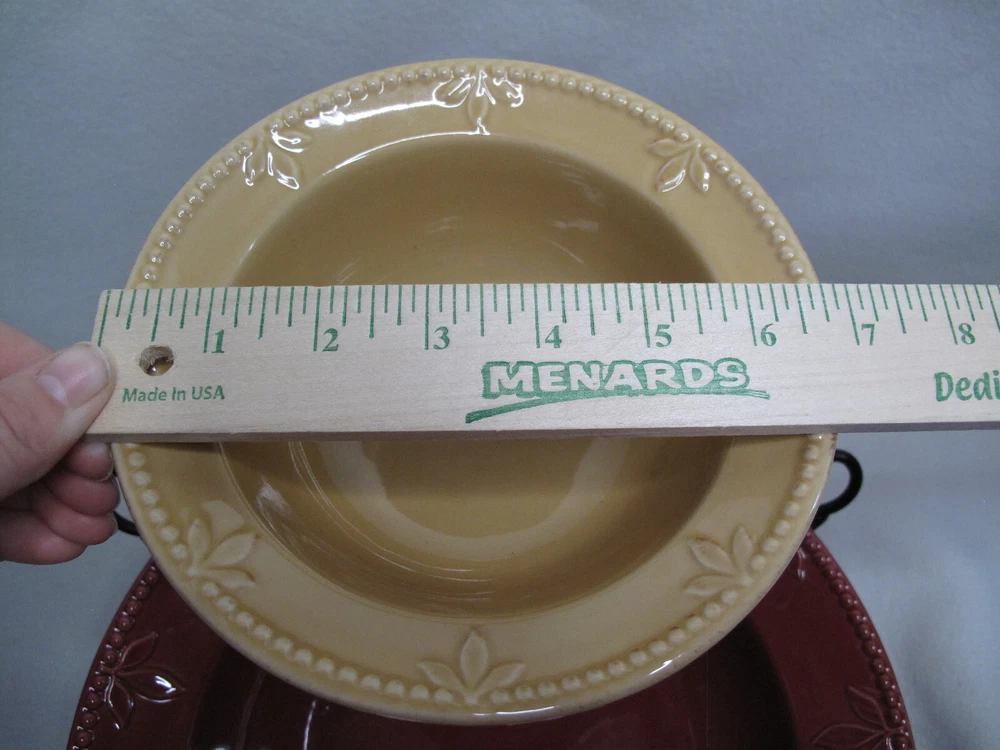 1 2 3 4 5 6 7 8
MENARDS
Made In USA
Dedi